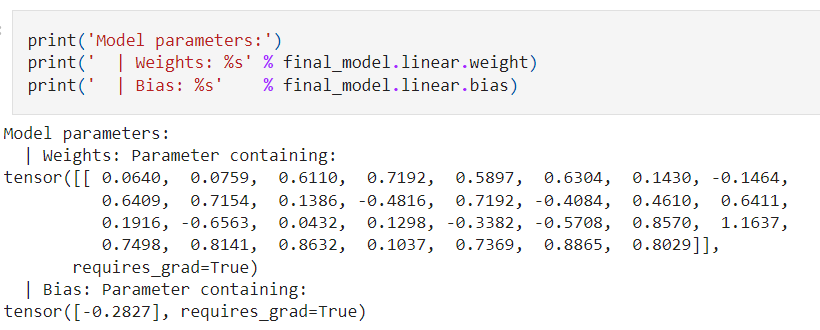 print('Model parameters:')
print('  | Weights: %s' % final_model.linear.weight)
print('  | Bias: %s'    % final_model.linear.bias)
Model parameters:
  | Weights: Parameter containing:
tensor([[ 0.0640,  0.0759,  0.6110,  0.7192,  0.5897,  0.6304,  0.1430, -0.1464,
          0.6409,  0.7154,  0.1386, -0.4816,  0.7192, -0.4084,  0.4610,  0.6411,
          0.1916, -0.6563,  0.0432,  0.1298, -0.3382, -0.5708,  0.8570,  1.1637,
          0.7498,  0.8141,  0.8632,  0.1037,  0.7369,  0.8865,  0.8029]],
       requires_grad=True)
  | Bias: Parameter containing:
tensor([-0.2827], requires_grad=True)